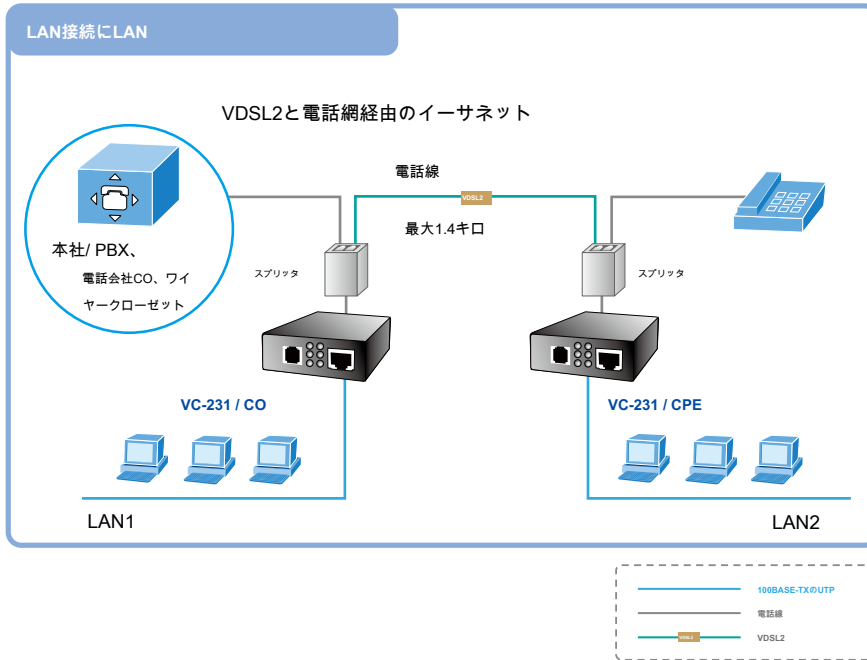 LAN接続にLAN
VDSL2と電話網経由のイーサネット
電話線
VDSL2
最大1.4キロ
本社/ PBX、
電話会社CO、ワイ
ヤークローゼット
スプリッタ
スプリッタ
VC-231 / CO
VC-231 / CPE
LAN1
LAN2
100BASE-TXのUTP
電話線
VDSL2
VDSL2